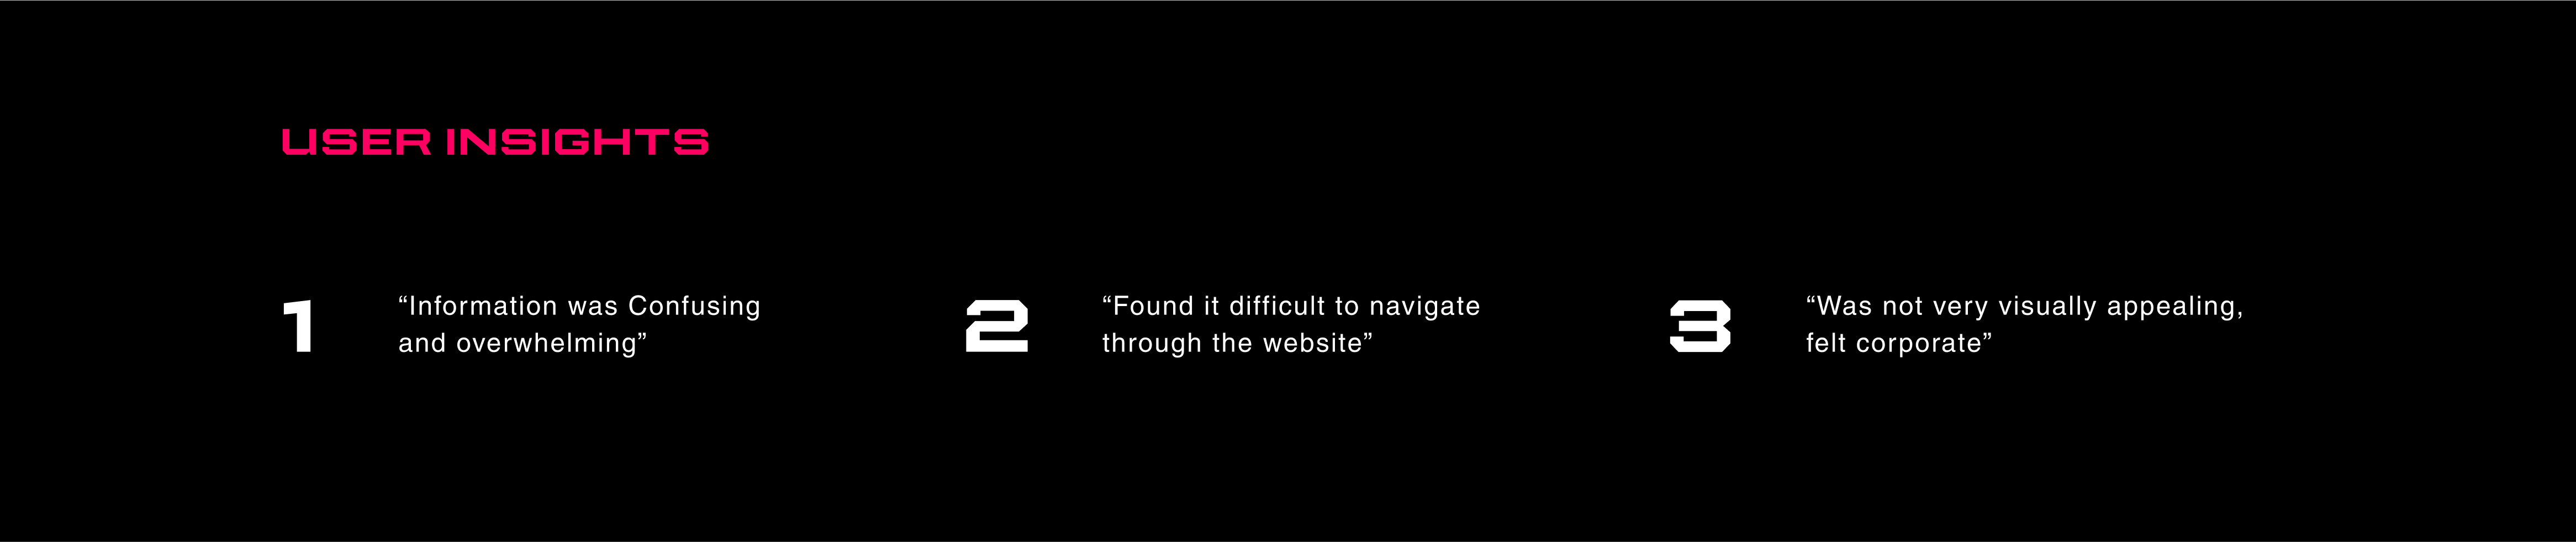 USER INSIGHTS
1
“Information was Confusing
and overwhelming”
2
“Found it difficult to navigate
through the website”
3
“Was not very visually appealing,
felt corporate”